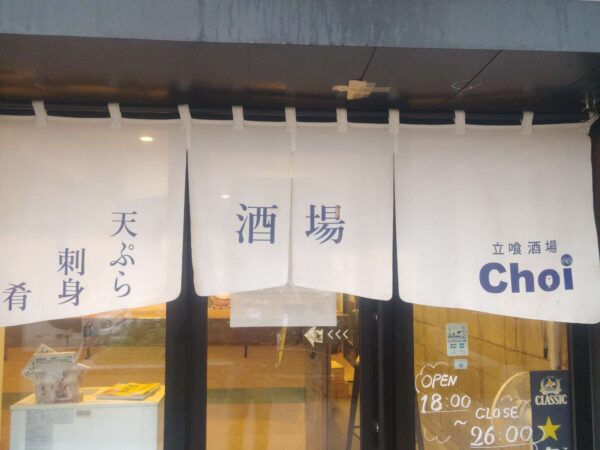 天ぷら
刺身
肴
酒場
立喰酒場
Choi
<<<
OPEN
18:00
~
CLOSE
26:00
CLASSIC